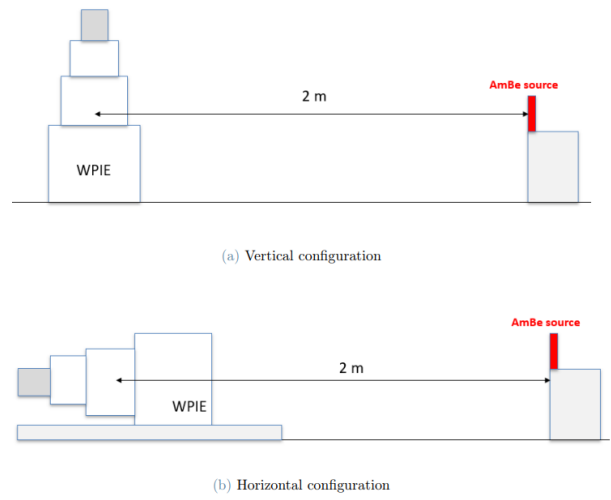 AmBe source
2 m
WPIE
(a) Vertical configuration
AmBe source
2 m
WPIE
(b) Horizontal configuration